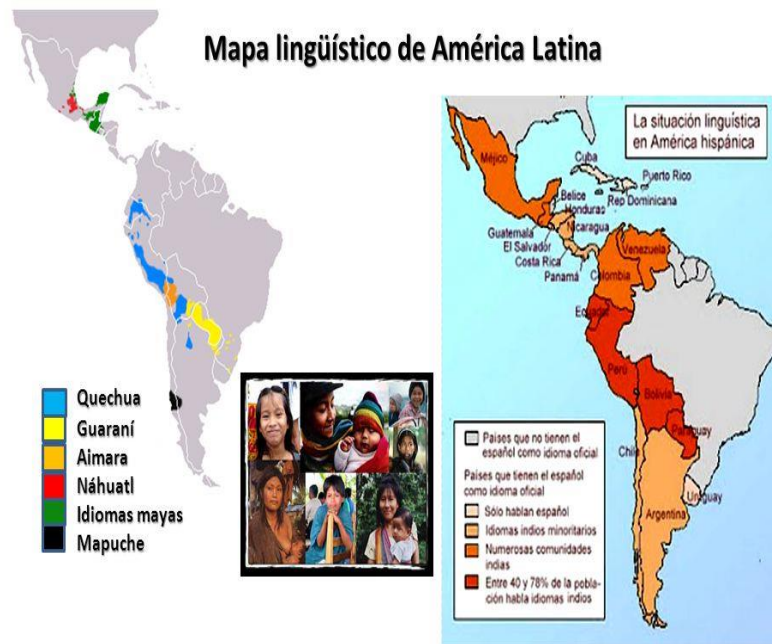 Mapa lingüístico de América Latina
La situación linguística
en América hispánica
Méjico
Cuba
Puerto Rico
Belice
Rep Dominicana
Honduras
Guatemala
Nicaragua
El Salvador
Costa Rica
Panamá
Venezuela
Colombia
Ecuador
Perú
Bolivia
Paraguay
Chile
Uruguay
Argentina
Quechua
Guaraní
Aimara
Náhuatl
Idiomas mayas
Mapuche
Países que no tienen el
español como idioma oficial
Países que tienen el español
como idioma oficial
Sólo hablan español
Idiomas indios minoritarios
Numerosas comunidades
indias
Entre 40 y 78% de la pobla-
ción habla idiomas indios